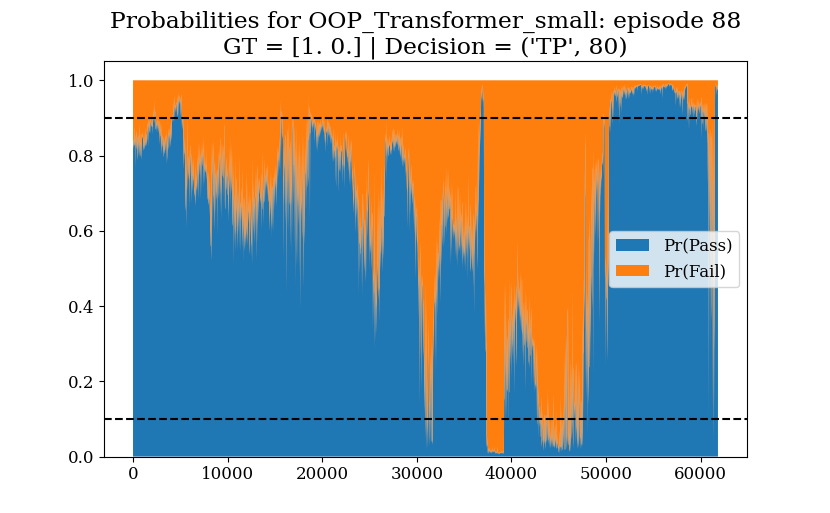 Probabilities for OOP_Transformer_small: episode 88
GT = [1. 0.] | Decision = ('TP', 80)
1.0
0.8
0.6
0.4
0.2
0.0
Pr(Pass)
Pr(Fail)
0 10000 20000 30000 40000 50000 60000